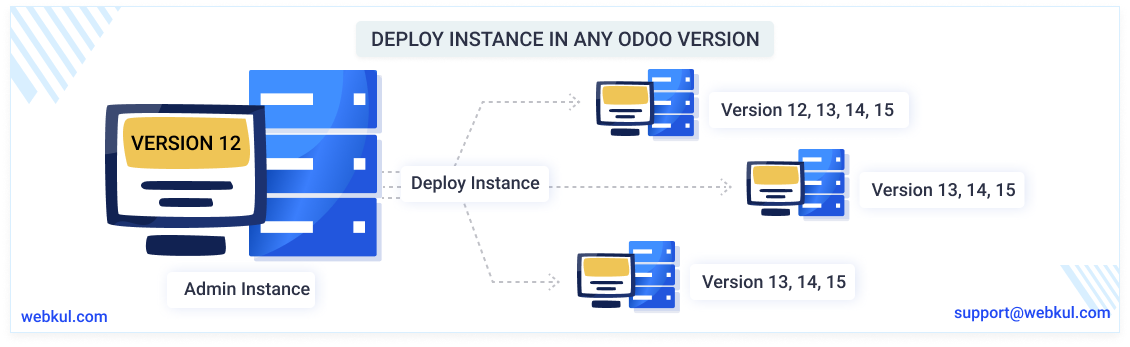 DEPLOY INSTANCE IN ANY ODOO VERSION
VERSION 12
Version 12, 13, 14, 15
Deploy Instance
Version 13, 14, 15
Version 13, 14, 15
Admin Instance
webkul.com
support@webkul.com